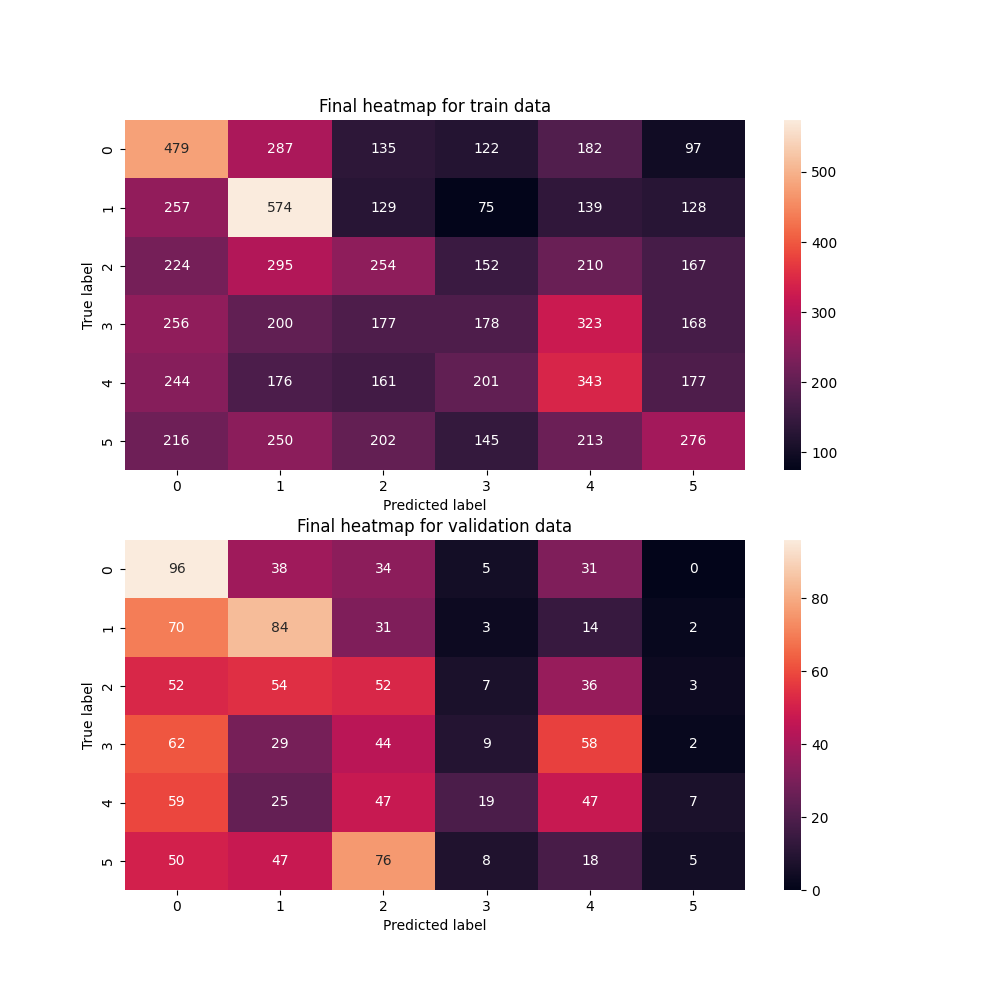 Final heatmap for train data
0 479 287 135 122 182 97
1 257 574 129 75 139 128
2 224 295 254 152 210 167
3 256 200 177 178 323 168
4 244 176 161 201 343 177
5 216 250 202 145 213 276
0 1 2 3 4 5
Predicted label
True label
500
400
300
200
100
Final heatmap for validation data
0 96 38 34 5 31 0
1 70 84 31 3 14 2
2 52 54 52 7 36 3
3 62 29 44 9 58 2
4 59 25 47 19 47 7
5 50 47 76 8 18 5
0 1 2 3 4 5
Predicted label
True label
80
60
40
20
0